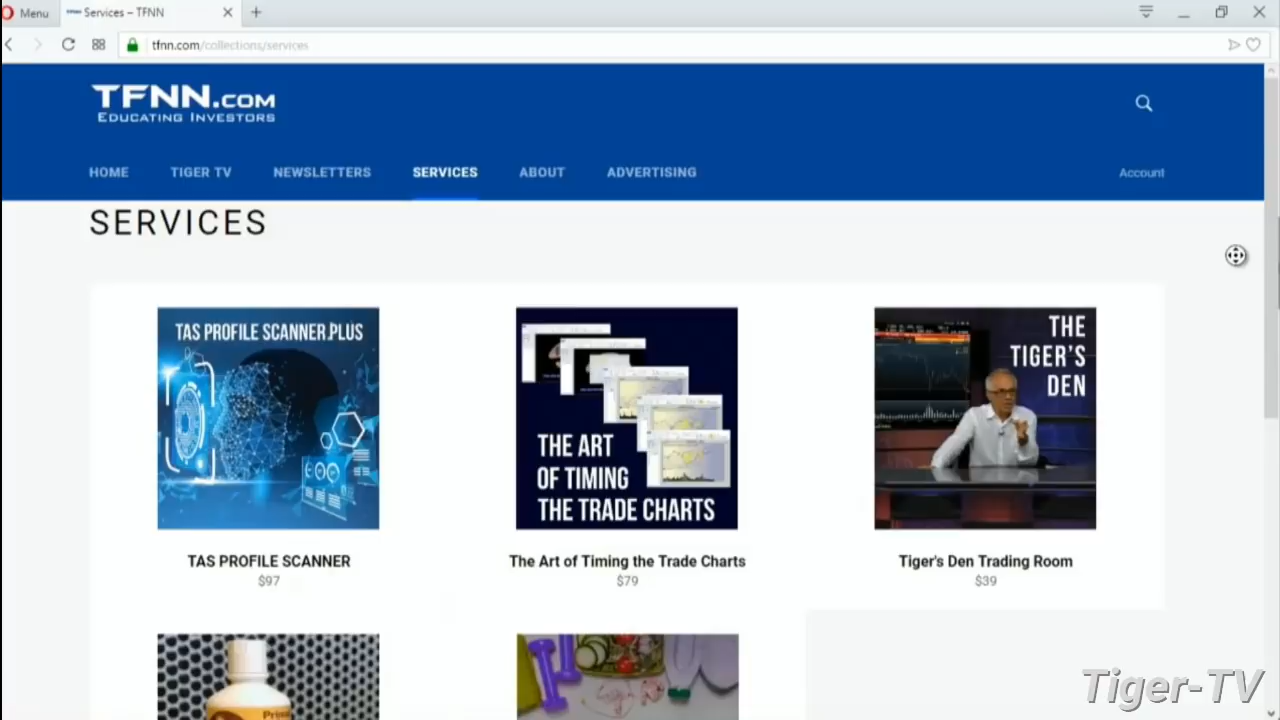 Menu
Services – TFNN
tfnn.com/collections/services
TFNN.COM
EDUCATING INVESTORS
HOME TIGER TV NEWSLETTERS SERVICES ABOUT ADVERTISING Account
SERVICES
TAS PROFILE SCANNER PLUS
THE ART
OF TIMING
THE TRADE CHARTS
THE
TIGER'S
DEN
TAS PROFILE SCANNER
$97
The Art of Timing the Trade Charts
$79
Tiger's Den Trading Room
$39
Tiger-TV